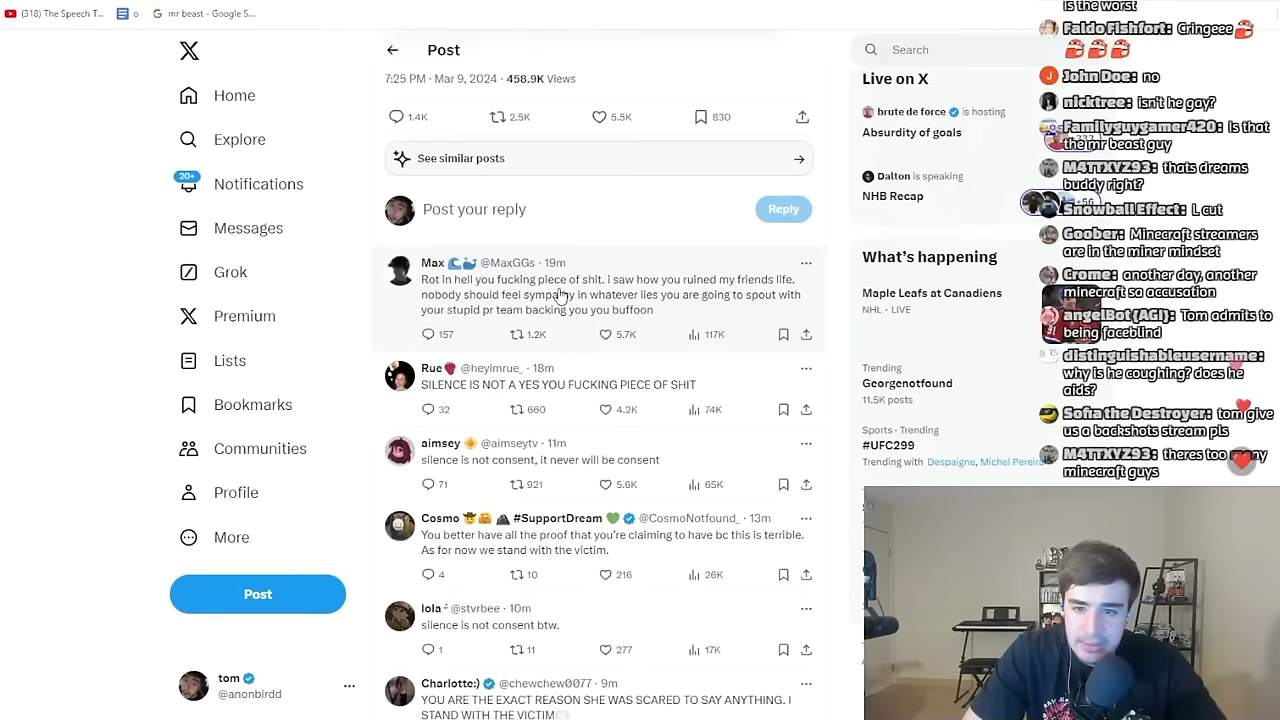 (318) The Speech T...
o
mr beast - Google S...
X
Home
Explore
20+
Notifications
Messages
Grok
Premium
Lists
Bookmarks
Communities
Profile
More
Post
tom
@anonbirdd
Post
7:25 PM · Mar 9, 2024 · 458.9K Views
1.4K 2.5K 5.5K 830
See similar posts
Post your reply
Reply
Max @MaxGGs · 19m
Rot in hell you fucking piece of shit. i saw how you ruined my friends life.
nobody should feel sympathy in whatever lies you are going to spout with
your stupid pr team backing you you buffoon
157 1.2K 5.7K 117K
Rue @heyimrue_ · 18m
SILENCE IS NOT A YES YOU FUCKING PIECE OF SHIT
32 660 4.2K 74K
aimsey @aimseytv · 11m
silence is not consent, it never will be consent
71 921 5.6K 65K
Cosmo #SupportDream @CosmoNotfound_ · 13m
You better have all the proof that you're claiming to have bc this is terrible.
As for now we stand with the victim.
4 10 216 26K
lola @stvrbee · 10m
silence is not consent btw.
1 11 277 17K
Charlotte:) @chewchew0077 · 9m
YOU ARE THE EXACT REASON SHE WAS SCARED TO SAY ANYTHING. I
STAND WITH THE VICTIM
Search
Live on X
brute de force is hosting
Absurdity of goals
Dalton is speaking
NHB Recap
+56
What's happening
Maple Leafs at Canadiens
NHL · LIVE
Trending
Georgenotfound
11.5K posts
Sports · Trending
#UFC299
Trending with Despaigne, Michel Pereira
is the worst
Faldo Fishfort: Cringeee
John Doe: no
nicktree: isn't he gay?
Familyguygamer420: Is that
the mr beast guy
M4TTXYZ93: thats dreams
buddy right?
Snowball Effect: L cut
Goober: Minecraft streamers
are in the miner mindset
Crome: another day, another
minecraft sa accusation
angelBot (AGI): Tom admits to
being faceblind
distinguishableusername:
why is he coughing? does he
aids?
Sofia the Destroyer: tom give
us a backshots stream pls
M4TTXYZ93: theres too many
minecraft guys